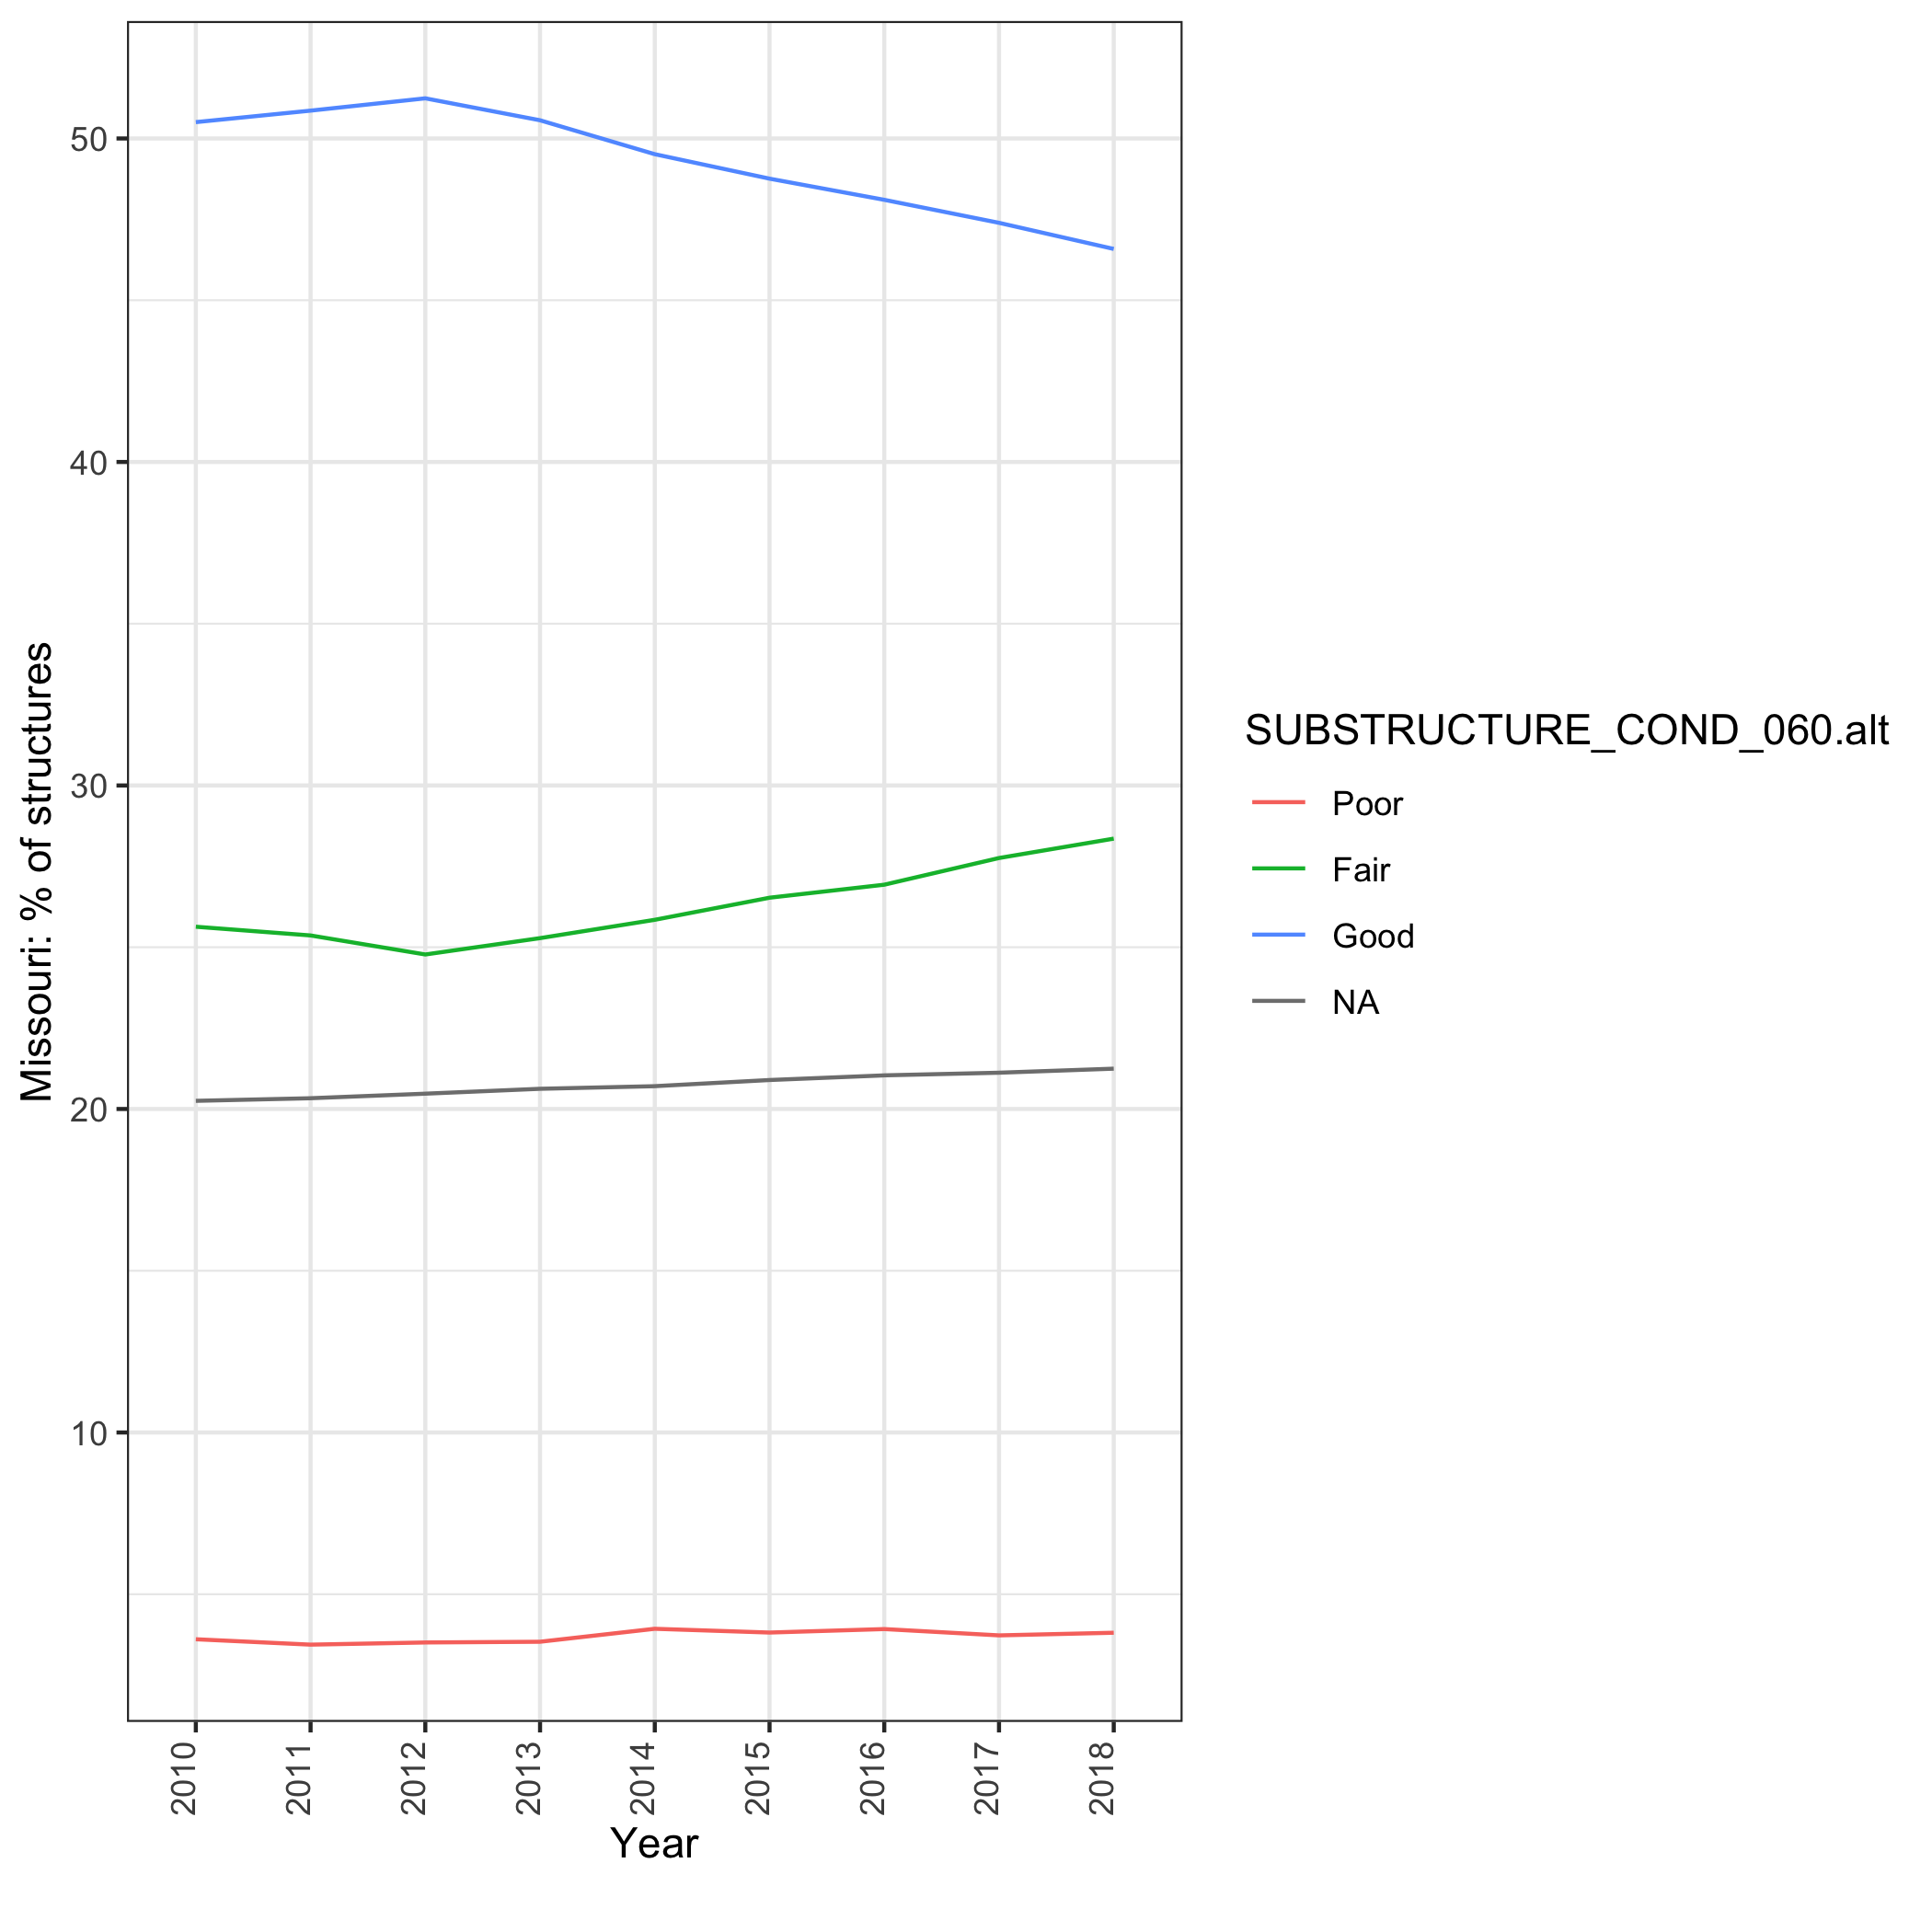 Missouri: % of structures
50
40
30
20
10
2010
2011
2012
2013
2014
2015
2016
2017
2018
Year
SUBSTRUCTURE_COND_060.alt
Poor
Fair
Good
NA